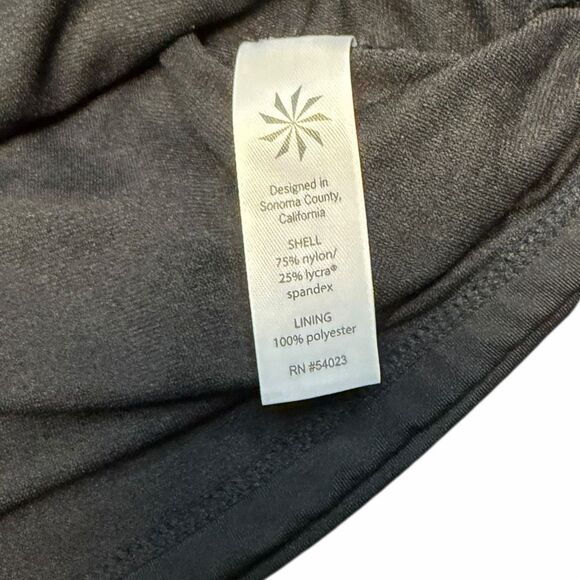 Designed in
Sonoma County,
California
SHELL
75% nylon/
25% lycra®
spandex
LINING
100% polyester
RN #54023